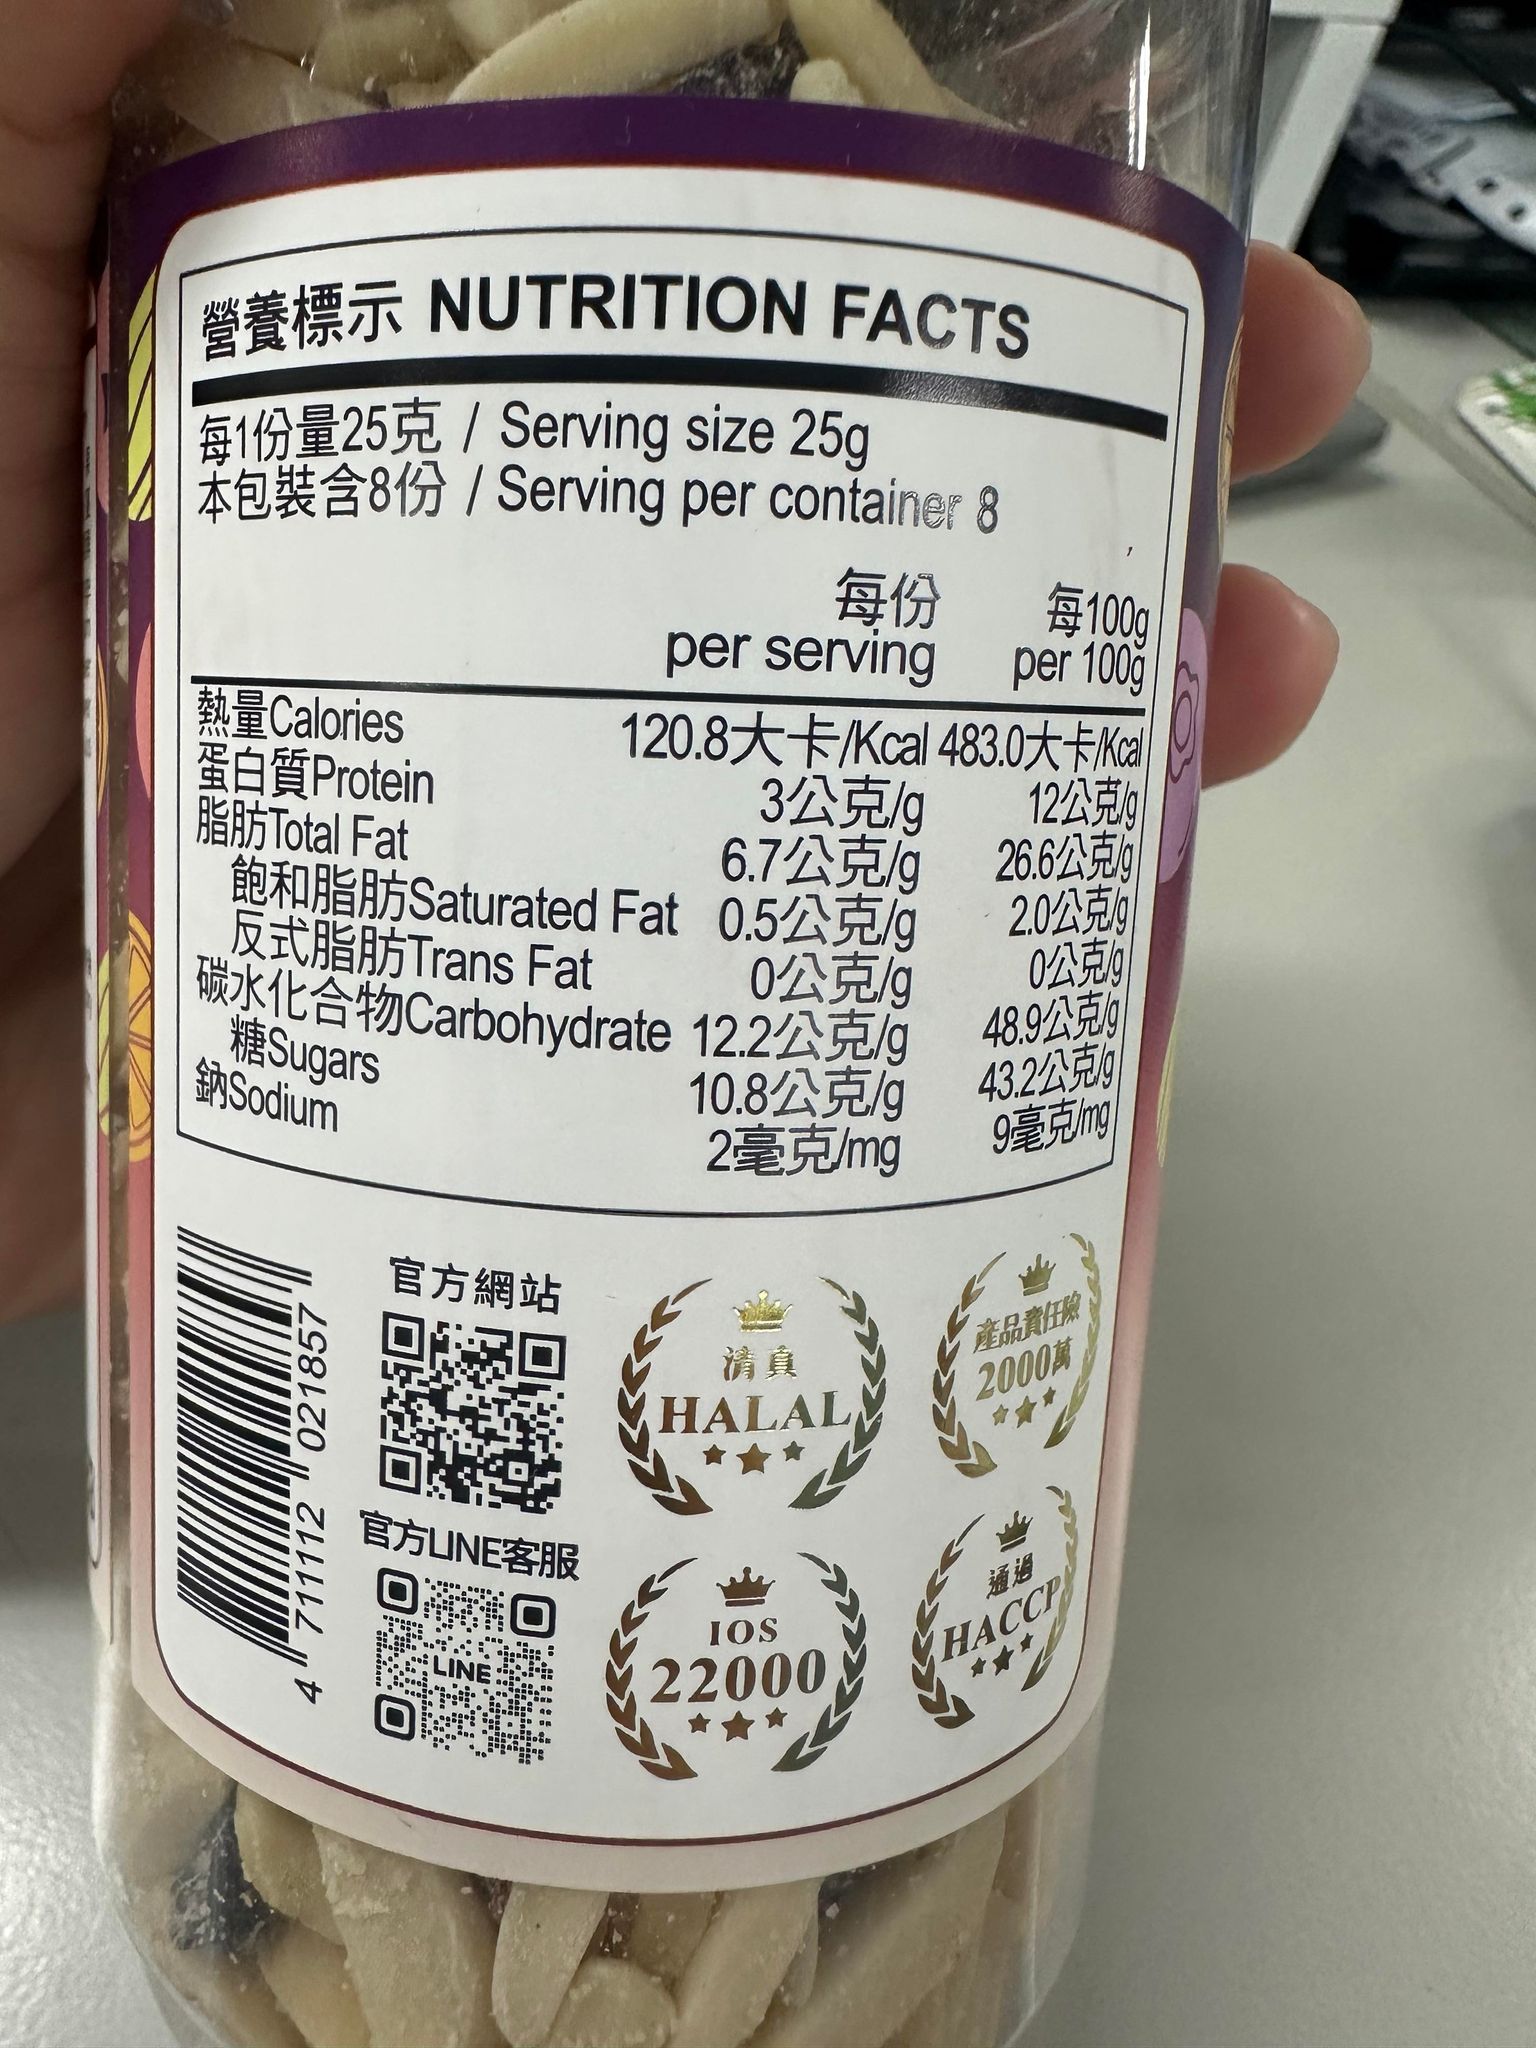 營養標示 NUTRITION FACTS
每1份量25克 / Serving size 25g
本包裝含8份 / Serving per container 8
每份 每100g
per serving per 100g
熱量Calories 120.8大卡/Kcal 483.0大卡/Kcal
蛋白質Protein 3公克/g 12公克/g
脂肪Total Fat 6.7公克/g 26.6公克/g
飽和脂肪Saturated Fat 0.5公克/g 2.0公克/g
反式脂肪Trans Fat 0公克/g 0公克/g
碳水化合物Carbohydrate 12.2公克/g 48.9公克/g
糖Sugars 10.8公克/g 43.2公克/g
鈉Sodium 2毫克/mg 9毫克/mg
4 711112 021857
官方網站
官方LINE客服
LINE
清真
HALAL
產品責任險
2000萬
IOS
22000
通過
HACCP